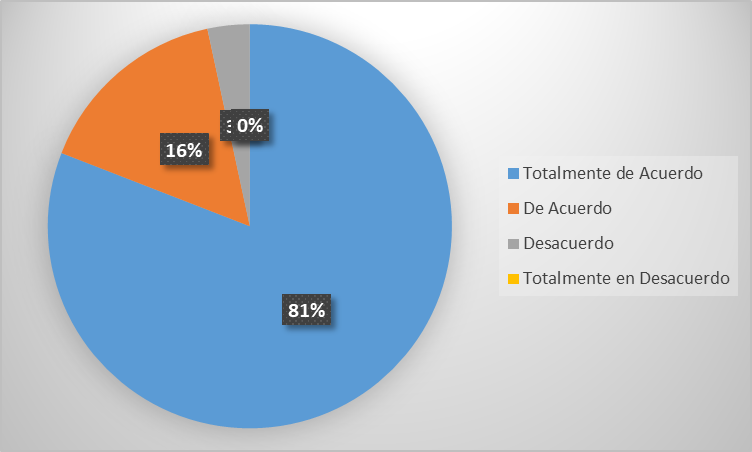 0%
16%
81%
Totalmente de Acuerdo
De Acuerdo
Desacuerdo
Totalmente en Desacuerdo